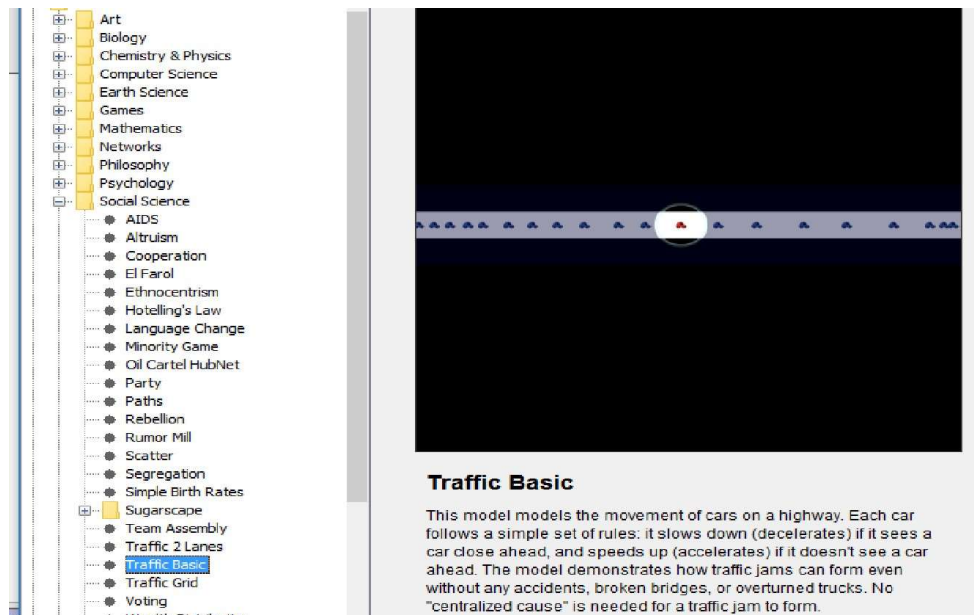 Art
Biology
Chemistry & Physics
Computer Science
Earth Science
Games
Mathematics
Networks
Philosophy
Psychology
Social Science
AIDS
Altruism
Cooperation
El Farol
Ethnocentrism
Hotelling's Law
Language Change
Minority Game
Oil Cartel HubNet
Party
Paths
Rebellion
Rumor Mill
Scatter
Segregation
Simple Birth Rates
Sugarscape
Team Assembly
Traffic 2 Lanes
Traffic Basic
Traffic Grid
Voting
Traffic Basic
This model models the movement of cars on a highway. Each car
follows a simple set of rules: it slows down (decelerates) if it sees a
car close ahead, and speeds up (accelerates) if it doesn't see a car
ahead. The model demonstrates how traffic jams can form even
without any accidents, broken bridges, or overturned trucks. No
"centralized cause" is needed for a traffic jam to form.